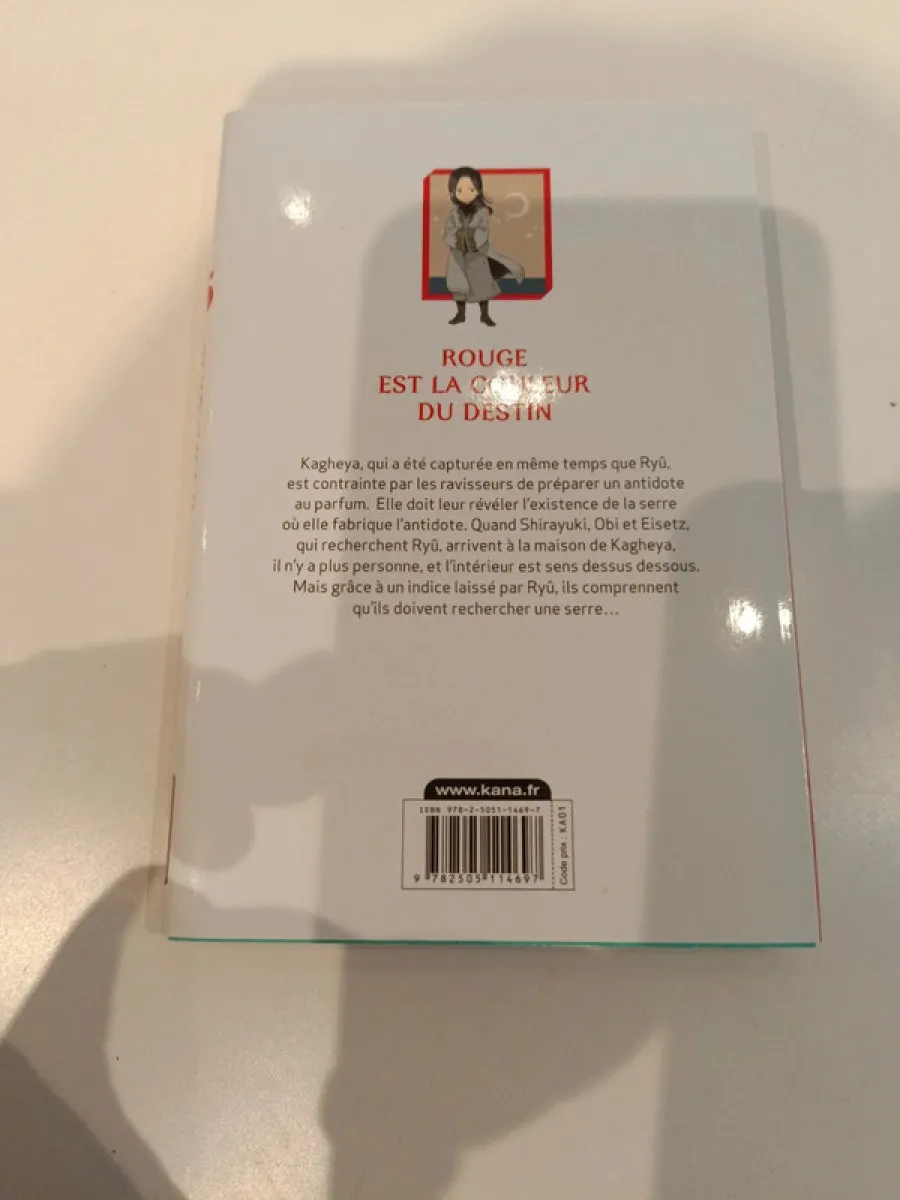 ROUGE
EST LA COULEUR
DU DESTIN
Kagheya, qui a été capturée en même temps que Ryû,
est contrainte par les ravisseurs de préparer un antidote
au parfum. Elle doit leur révéler l'existence de la serre
où elle fabrique l'antidote. Quand Shirayuki, Obi et Eisetz,
qui recherchent Ryû, arrivent à la maison de Kagheya,
il n'y a plus personne, et l'intérieur est sens dessus dessous.
Mais grâce à un indice laissé par Ryû, ils comprennent
qu'ils doivent rechercher une serre...
www.kana.fr
ISBN 978-2-5051-1469-7
9 782505 114697
Code prix : KA01